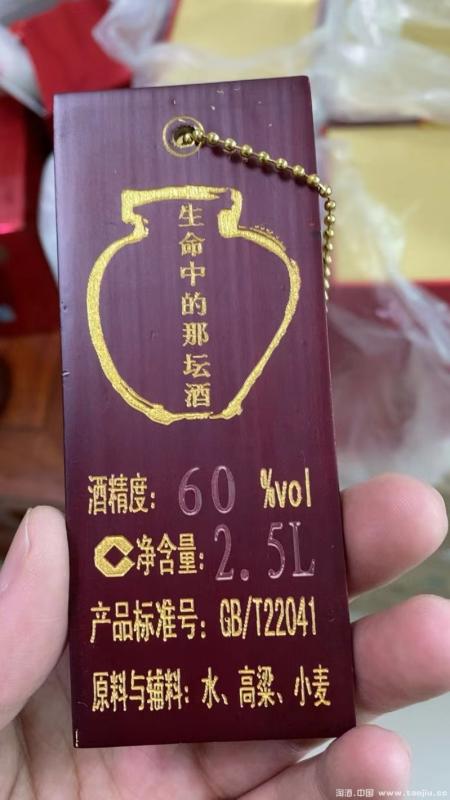 生命中的那坛酒
酒精度：60 %vol
净含量：2.5L
产品标准号：GB/T22041
原料与辅料：水、高粱、小麦
淘酒.中国 www.taojiu.cc